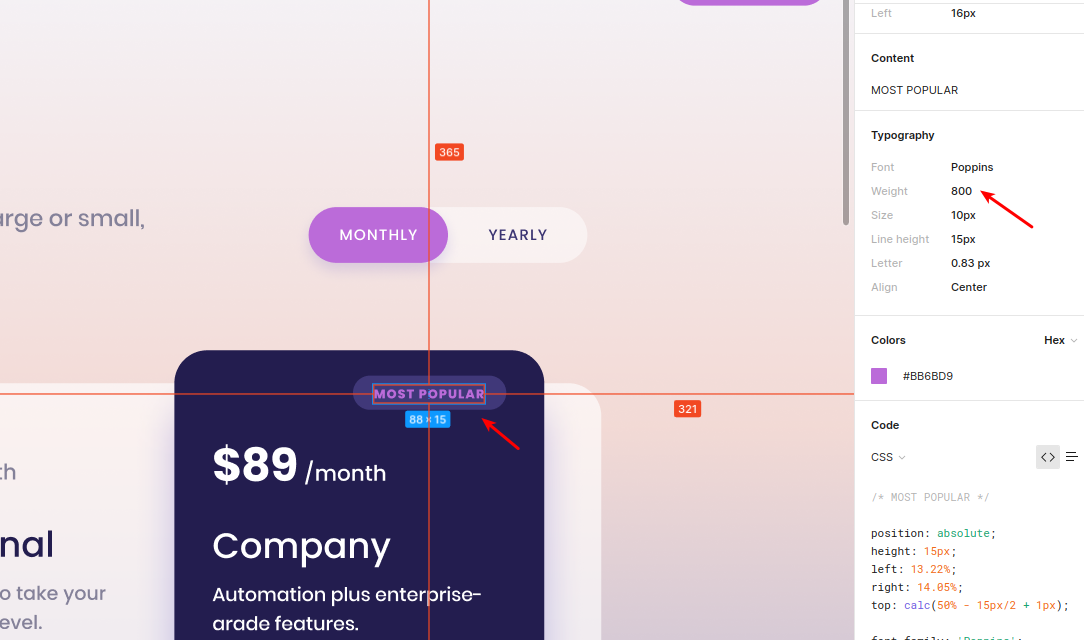 365
arge or small,
MONTHLY
YEARLY
MOST POPULAR
88 × 15
321
$89 /month
Company
Automation plus enterprise-
grade features.
th
nal
o take your
evel.
Left 16px
Content
MOST POPULAR
Typography
Font Poppins
Weight 800
Size 10px
Line height 15px
Letter 0.83 px
Align Center
Colors Hex
#BB6BD9
Code
CSS
/* MOST POPULAR */
position: absolute;
height: 15px;
left: 13.22%;
right: 14.05%;
top: calc(50% - 15px/2 + 1px);
font-family: 'Poppins';